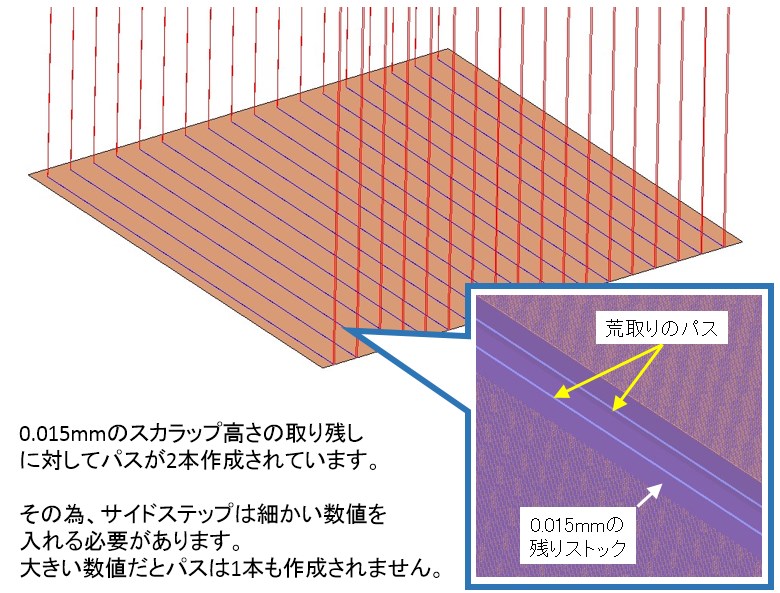 荒取りのパス
0.015mmの
残りストック
0.015mmのスカラップ高さの取り残し
に対してパスが2本作成されています。
その為、サイドステップは細かい数値を
入れる必要があります。
大きい数値だとパスは1本も作成されません。